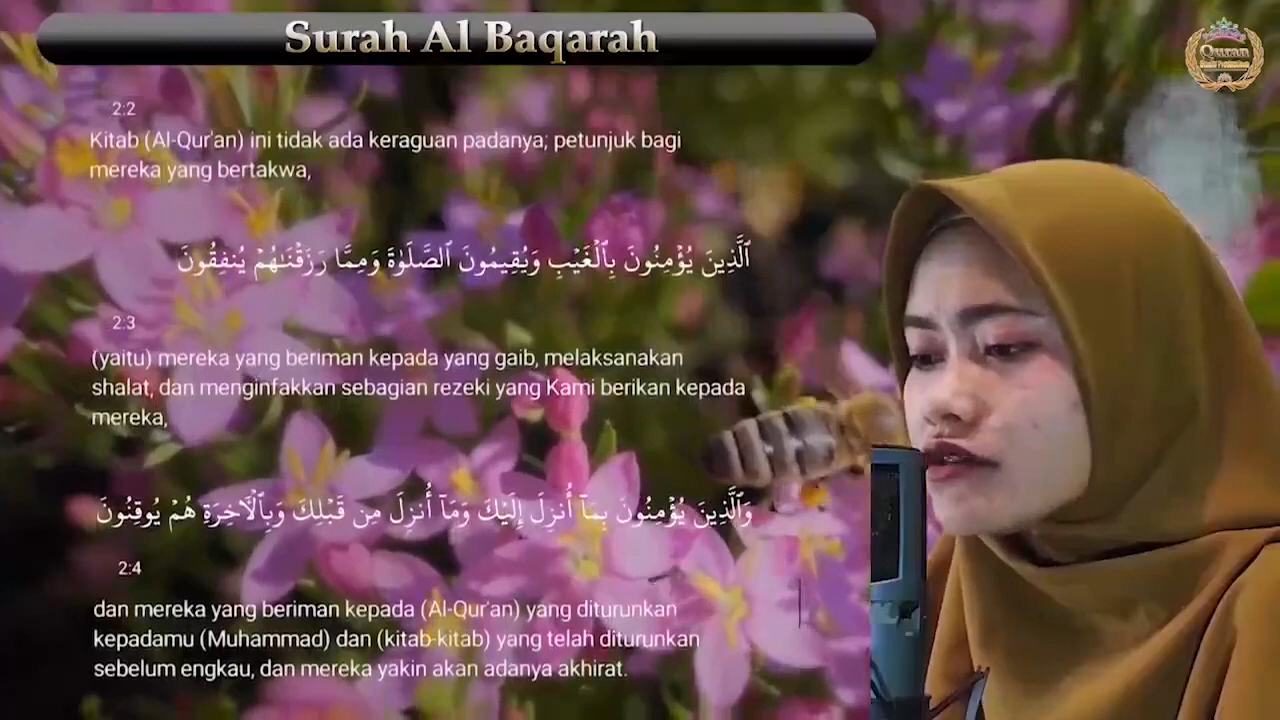 Surah Al Baqarah
Quran
2:2
Kitab (Al-Qur'an) ini tidak ada keraguan padanya; petunjuk bagi
mereka yang bertakwa,
ٱلَّذِينَ يُؤْمِنُونَ بِٱلْغَيْبِ وَيُقِيمُونَ ٱلصَّلَوٰةَ وَمِمَّا رَزَقْنَـٰهُمْ يُنفِقُونَ
2:3
(yaitu) mereka yang beriman kepada yang gaib, melaksanakan
shalat, dan menginfakkan sebagian rezeki yang Kami berikan kepada
mereka,
وَٱلَّذِينَ يُؤْمِنُونَ بِمَآ أُنزِلَ إِلَيْكَ وَمَآ أُنزِلَ مِن قَبْلِكَ وَبِٱلْـَٔاخِرَةِ هُمْ يُوقِنُونَ
2:4
dan mereka yang beriman kepada (Al-Qur'an) yang diturunkan
kepadamu (Muhammad) dan (kitab-kitab) yang telah diturunkan
sebelum engkau, dan mereka yakin akan adanya akhirat.